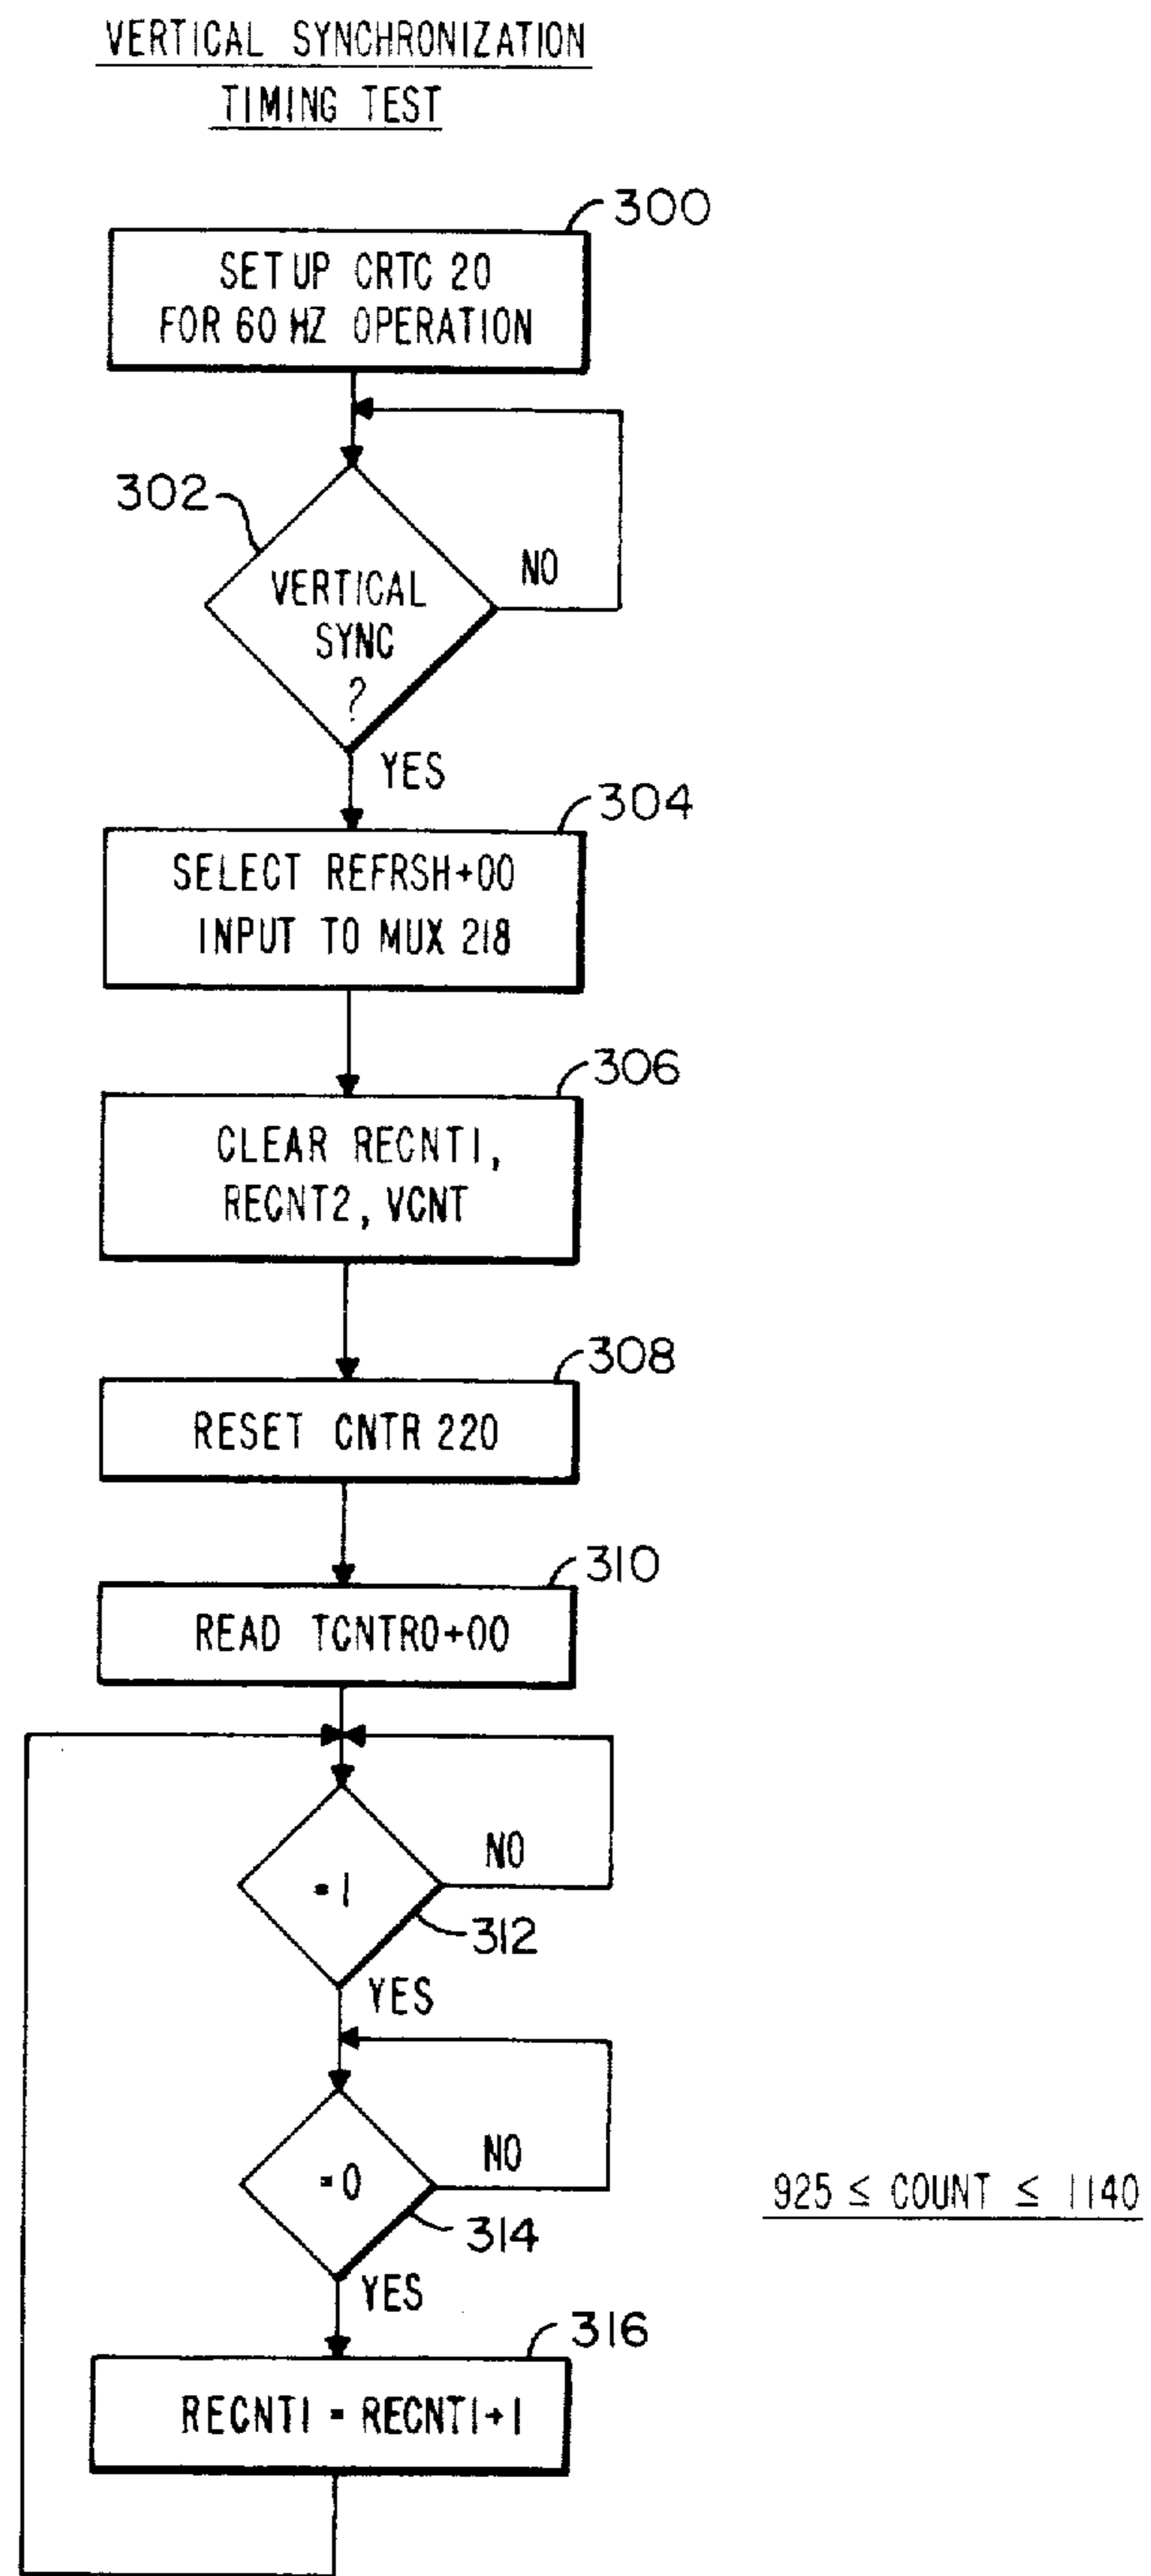 VERTICAL SYNCHRONIZATION
TIMING TEST
300
SET UP CRTC 20
FOR 60 HZ OPERATION
302
VERTICAL
SYNC
?
NO
YES
304
SELECT REFRSH+00
INPUT TO MUX 218
306
CLEAR RECNT1,
RECNT2, VCNT
308
RESET CNTR 220
310
READ TCNTR0+00
=1
NO
312
YES
=0
NO
314
YES
925 ≤ COUNT ≤ 1140
316
RECNT1 = RECNT1+1